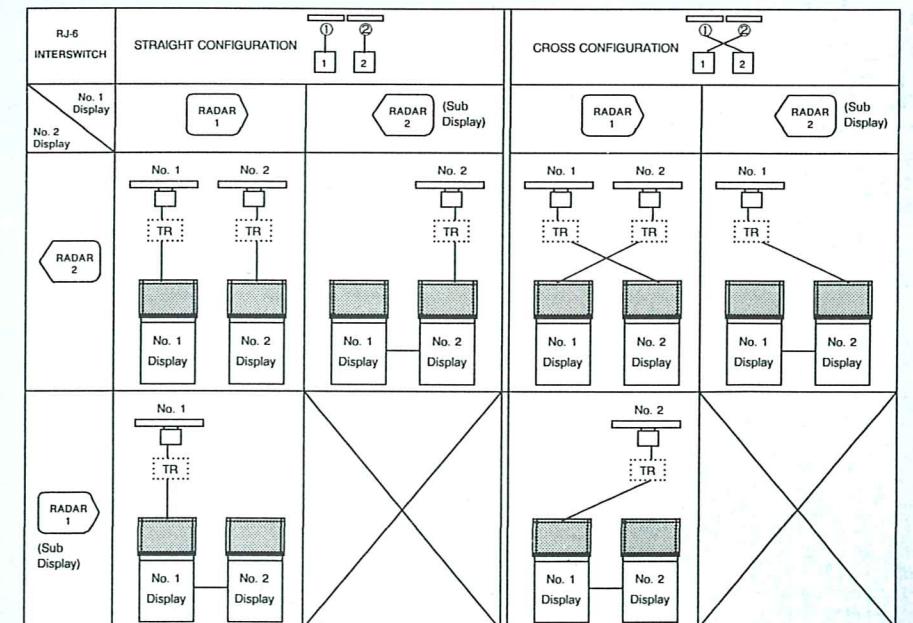 RJ-6
INTERSWITCH
STRAIGHT CONFIGURATION
① ②
1 2
CROSS CONFIGURATION
① ②
1 2
No. 1
Display
No. 2
Display
RADAR
1
RADAR
2
(Sub
Display)
RADAR
1
RADAR
2
(Sub
Display)
RADAR
2
No. 1 No. 2
TR TR
No. 1 No. 2
Display Display
No. 2
TR
No. 1 No. 2
Display Display
No. 1 No. 2
TR TR
No. 1 No. 2
Display Display
No. 1
TR
No. 1 No. 2
Display Display
RADAR
1
(Sub
Display)
No. 1
TR
No. 1 No. 2
Display Display
No. 2
TR
No. 1 No. 2
Display Display